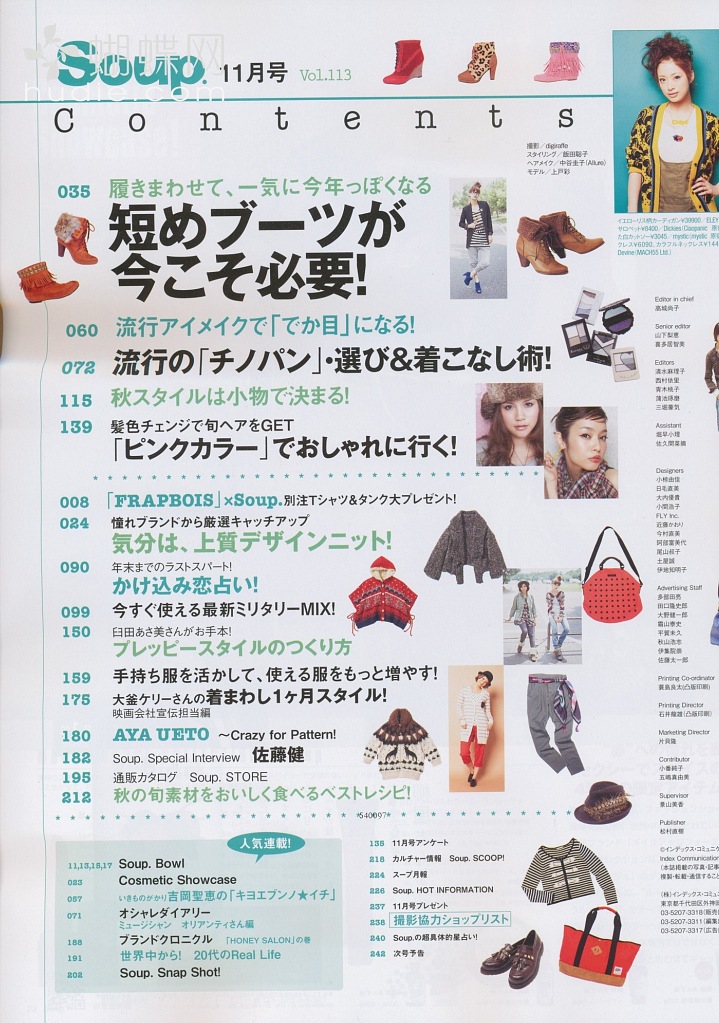 Soup. '11月号 Vol.113
蝴蝶网
hudie.com
Contents
撮影／digiraffe
スタイリング／飯田聡子
ヘアメイク／中谷圭子(Allure)
モデル／上戸彩
イエローリス柄カーディガン¥39900／ELEY
サロペット¥8400／Dickies(Ciaopanic 原宿
た白カットソー¥3045、mystic(mystic 原宿
クレス¥6090、カラフルネックレス¥144
Devine(MACH55 Ltd.)
035 履きまわせて、一気に今年っぽくなる
短めブーツが
今こそ必要!
060 流行アイメイクで「でか目」になる!
072 流行の「チノパン」・選び&着こなし術!
115 秋スタイルは小物で決まる!
139 髪色チェンジで旬ヘアをGET
「ピンクカラー」でおしゃれに行く!
008 「FRAPBOIS」×Soup.別注Tシャツ&タンク大プレゼント!
024 憧れブランドから厳選キャッチアップ
気分は、上質デザインニット!
090 年末までのラストスパート!
かけ込み恋占い!
099 今すぐ使える最新ミリタリーMIX!
150 臼田あさ美さんがお手本!
プレッピースタイルのつくり方
159 手持ち服を活かして、使える服をもっと増やす!
175 大釜ケリーさんの着まわし1ヶ月スタイル!
映画会社宣伝担当編
180 AYA UETO ～Crazy for Pattern!
182 Soup. Special Interview 佐藤健
195 通販カタログ Soup. STORE
212 秋の旬素材をおいしく食べるベストレシピ!
540097
人気連載!
11,13,15,17 Soup. Bowl
023 Cosmetic Showcase
057 いきものがかり吉岡聖恵の「キヨエブンノ★イチ」
071 オシャレダイアリー
ミュージシャン オリアンティさん編
188 ブランドクロニクル 「HONEY SALON」の巻
191 世界中から! 20代のReal Life
202 Soup. Snap Shot!
135 11月号アンケート
218 カルチャー情報 Soup. SCOOP!
224 スープ月報
226 Soup. HOT INFORMATION
237 11月号プレゼント
238 撮影協力ショップリスト
240 Soup.の超具体的星占い!
242 次号予告
Editor in chief
高城尚子
Senior editor
山下梨恵
喜多居智美
Editors
清水麻理子
西村依里
青木桃子
蒲池琢磨
三堀優気
Assistant
堀早小理
佐久間菜摘
Designers
小栁由佳
日毛直美
大内優貴
小関浩子
FLY Inc.
近藤かおり
今村直美
阿部富美代
尾山叔子
土屋誠
伊地知明子
Advertising Staff
多部田亮
田口隆史郎
大野健一郎
霜山泰史
平賀未久
秋山浩志
伊集院崇
佐藤太一郎
Printing Co-ordinator
裏島良太(凸版印刷)
Printing Director
石井龍雄(凸版印刷)
Marketing Director
片貝隆
Contributor
小番純子
五嶋真由美
Supervisor
景山美香
Publisher
松村直樹
©インデックス・コミュニケ
Index Communication
(本誌掲載の写真・記事
複製・転載・送信すること
(株)インデックス・コミュニ
東京都千代田区外神田
03-5207-3318(販売
03-5207-3311(編集
03-5207-3317(広告